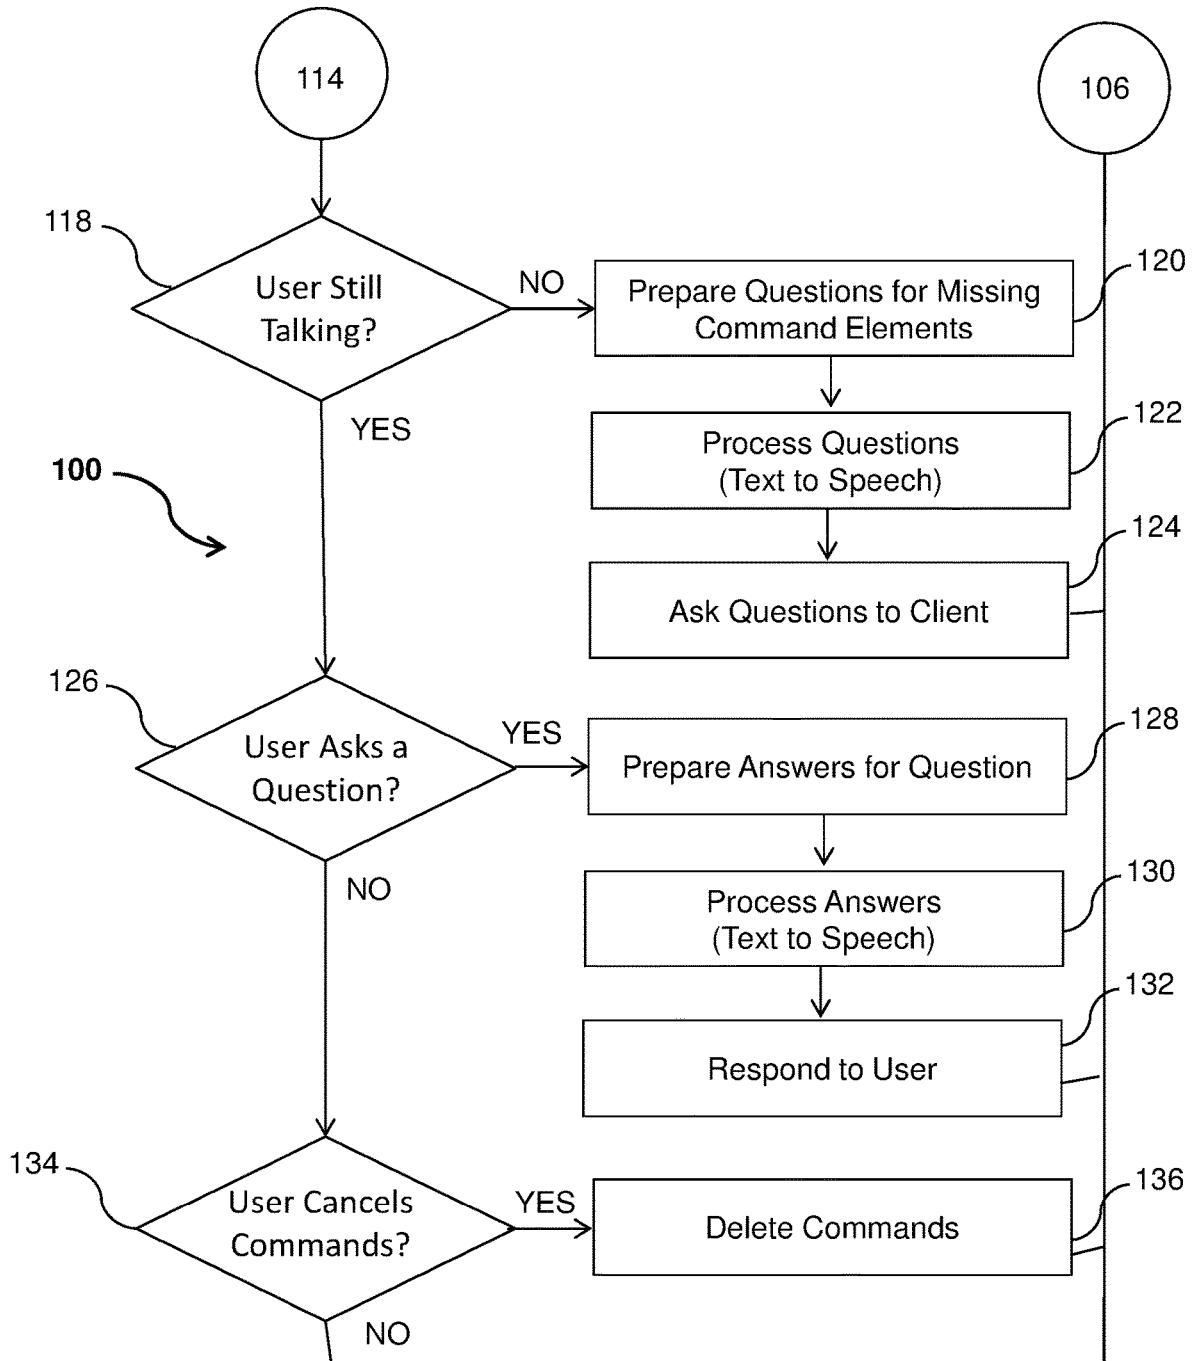 114
106
118
User Still
Talking?
NO
Prepare Questions for Missing
Command Elements
120
YES
Process Questions
(Text to Speech)
122
100
Ask Questions to Client
124
126
User Asks a
Question?
YES
Prepare Answers for Question
128
NO
Process Answers
(Text to Speech)
130
Respond to User
132
134
User Cancels
Commands?
YES
Delete Commands
136
NO